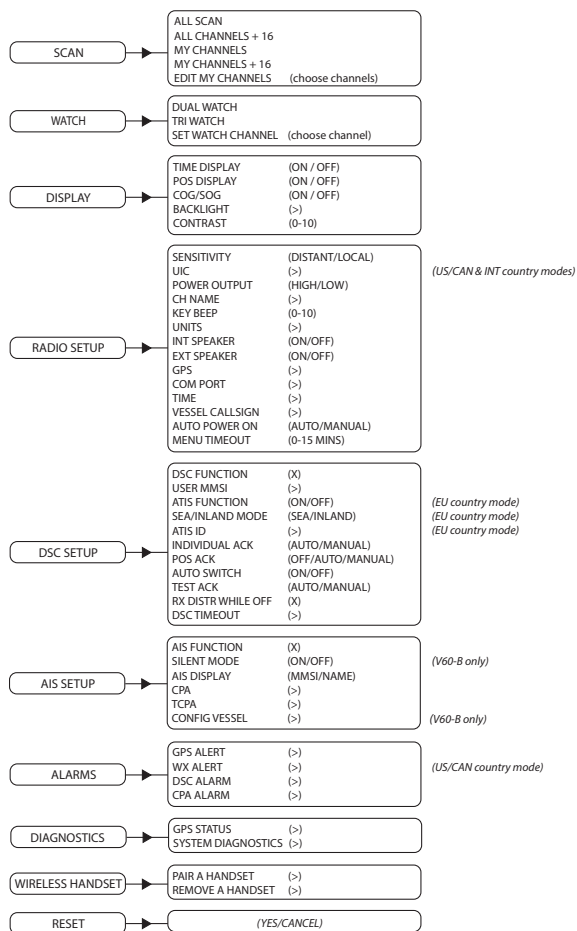 SCAN
ALL SCAN
ALL CHANNELS + 16
MY CHANNELS
MY CHANNELS + 16
EDIT MY CHANNELS (choose channels)
WATCH
DUAL WATCH
TRI WATCH
SET WATCH CHANNEL (choose channel)
DISPLAY
TIME DISPLAY (ON / OFF)
POS DISPLAY (ON / OFF)
COG/SOG (ON / OFF)
BACKLIGHT (>)
CONTRAST (0-10)
RADIO SETUP
SENSITIVITY (DISTANT/LOCAL)
UIC (>) (US/CAN & INT country modes)
POWER OUTPUT (HIGH/LOW)
CH NAME (>)
KEY BEEP (0-10)
UNITS (>)
INT SPEAKER (ON/OFF)
EXT SPEAKER (ON/OFF)
GPS (>)
COM PORT (>)
TIME (>)
VESSEL CALLSIGN (>)
AUTO POWER ON (AUTO/MANUAL)
MENU TIMEOUT (0-15 MINS)
DSC SETUP
DSC FUNCTION (X)
USER MMSI (>)
ATIS FUNCTION (ON/OFF) (EU country mode)
SEA/INLAND MODE (SEA/INLAND) (EU country mode)
ATIS ID (>) (EU country mode)
INDIVIDUAL ACK (AUTO/MANUAL)
POS ACK (OFF/AUTO/MANUAL)
AUTO SWITCH (ON/OFF)
TEST ACK (AUTO/MANUAL)
RX DISTR WHILE OFF (X)
DSC TIMEOUT (>)
AIS SETUP
AIS FUNCTION (X)
SILENT MODE (ON/OFF) (V60-B only)
AIS DISPLAY (MMSI/NAME)
CPA (>)
TCPA (>)
CONFIG VESSEL (>) (V60-B only)
ALARMS
GPS ALERT (>)
WX ALERT (>) (US/CAN country mode)
DSC ALARM (>)
CPA ALARM (>)
DIAGNOSTICS
GPS STATUS (>)
SYSTEM DIAGNOSTICS (>)
WIRELESS HANDSET
PAIR A HANDSET (>)
REMOVE A HANDSET (>)
RESET
(YES/CANCEL)